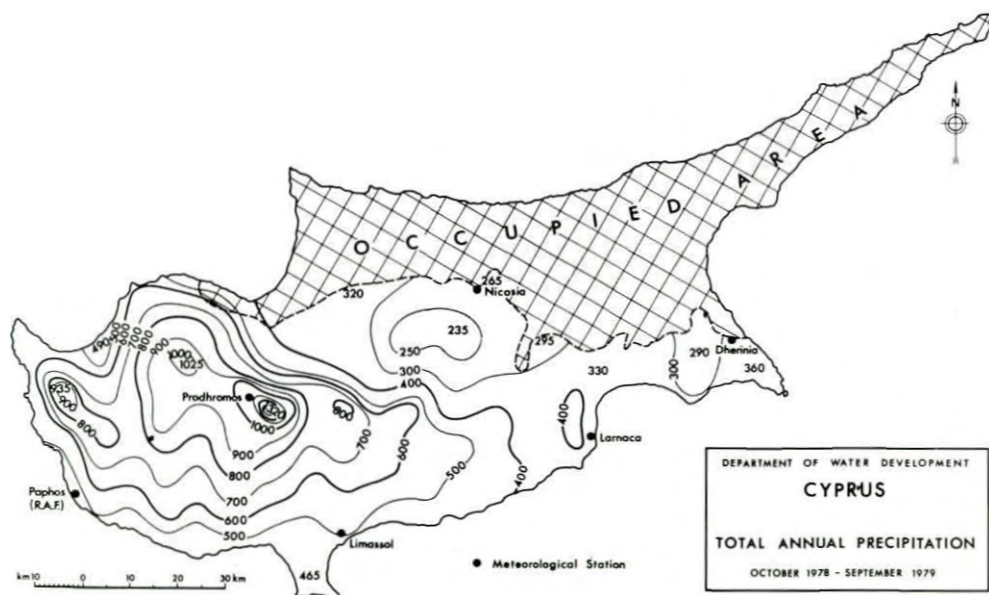 N
OCCUPIED AREA
265
Nicosia
320
235
295
250
300
400
290
Dherinia
330
300
360
490
500
600
700
800
900
1000
1025
935
900
800
Prodhromos
1000
800
400
Larnaca
900
800
700
600
500
400
700
600
500
Paphos
(R.A.F.)
Limassol
465
Meteorological Station
km10 0 10 20 30 km
DEPARTMENT OF WATER DEVELOPMENT
CYPRUS
TOTAL ANNUAL PRECIPITATION
OCTOBER 1978 – SEPTEMBER 1979